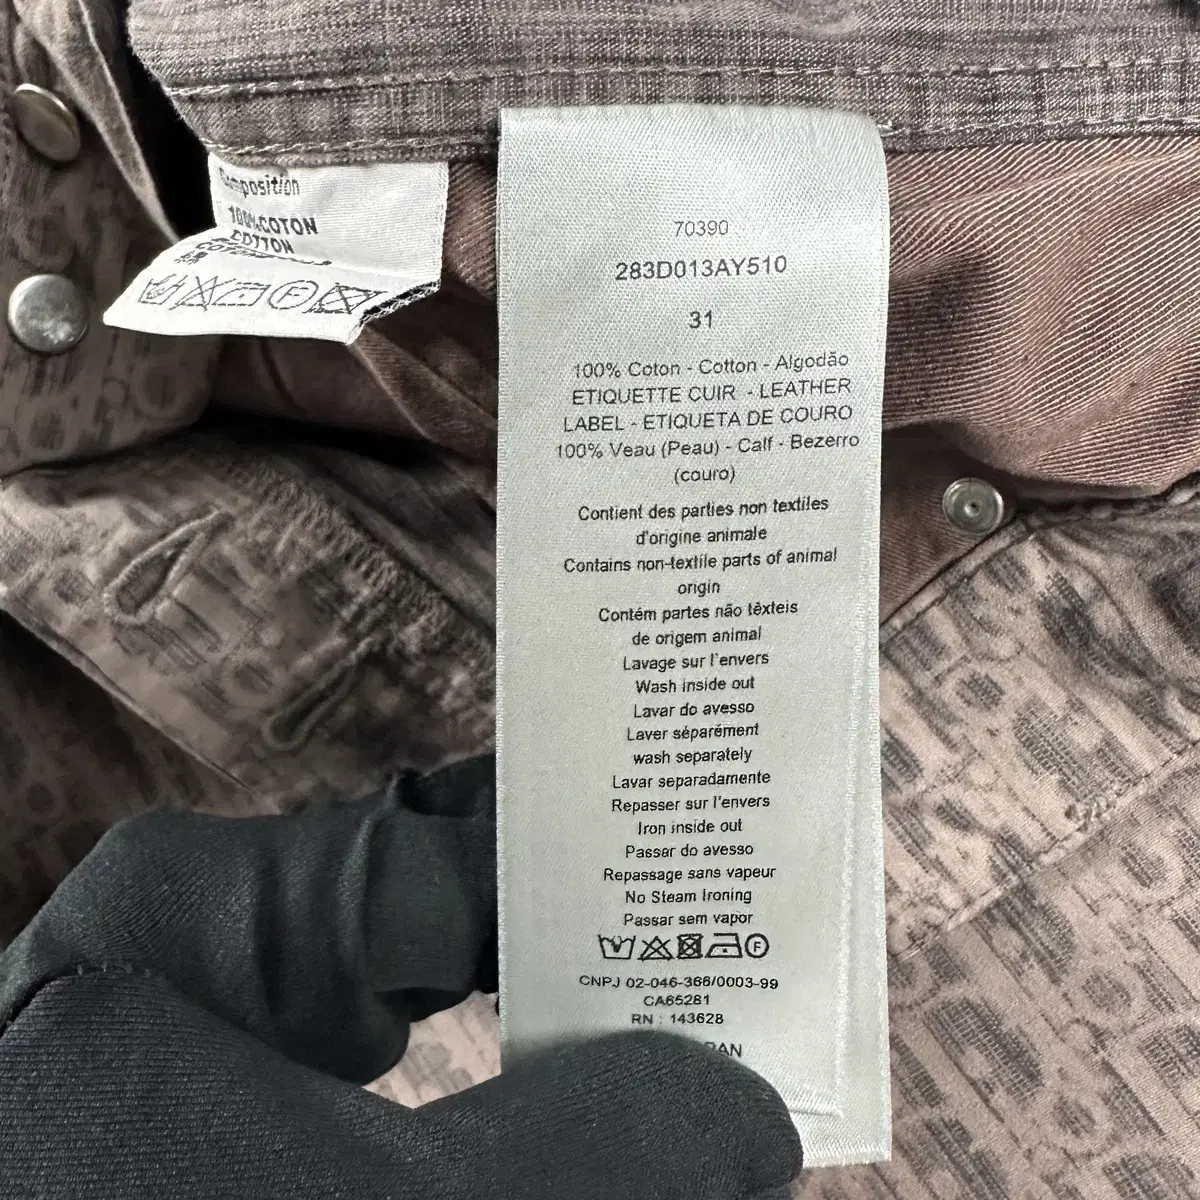 100% COTON
COTTON
70390
283D013AY510
31
100% Coton - Cotton - Algodão
ETIQUETTE CUIR - LEATHER
LABEL - ETIQUETA DE COURO
100% Veau (Peau) - Calf - Bezerro
(couro)
Contient des parties non textiles
d'origine animale
Contains non-textile parts of animal
origin
Contém partes não têxteis
de origem animal
Lavage sur l'envers
Wash inside out
Lavar do avesso
Laver séparément
wash separately
Lavar separadamente
Repasser sur l'envers
Iron inside out
Passar do avesso
Repassage sans vapeur
No Steam Ironing
Passar sem vapor
F
CNPJ 02-046-366/0003-99
CA65281
RN : 143628